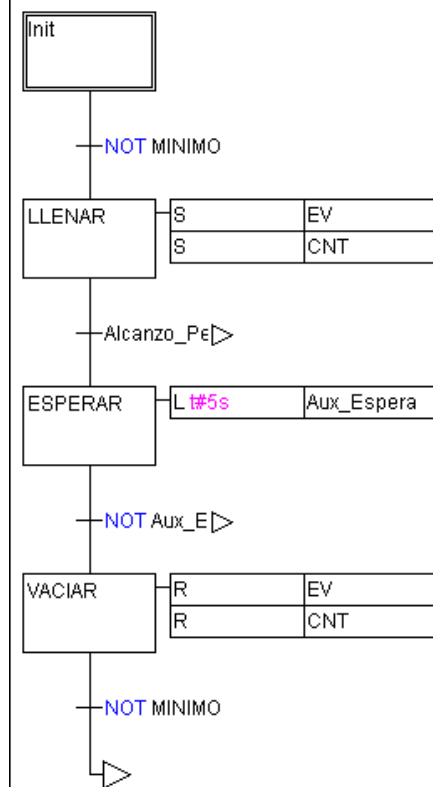 Init
NOT MINIMO
LLENAR S EV
S CNT
Alcanzo_Pe
ESPERAR L t#5s Aux_Espera
NOT Aux_E
VACIAR R EV
R CNT
NOT MINIMO